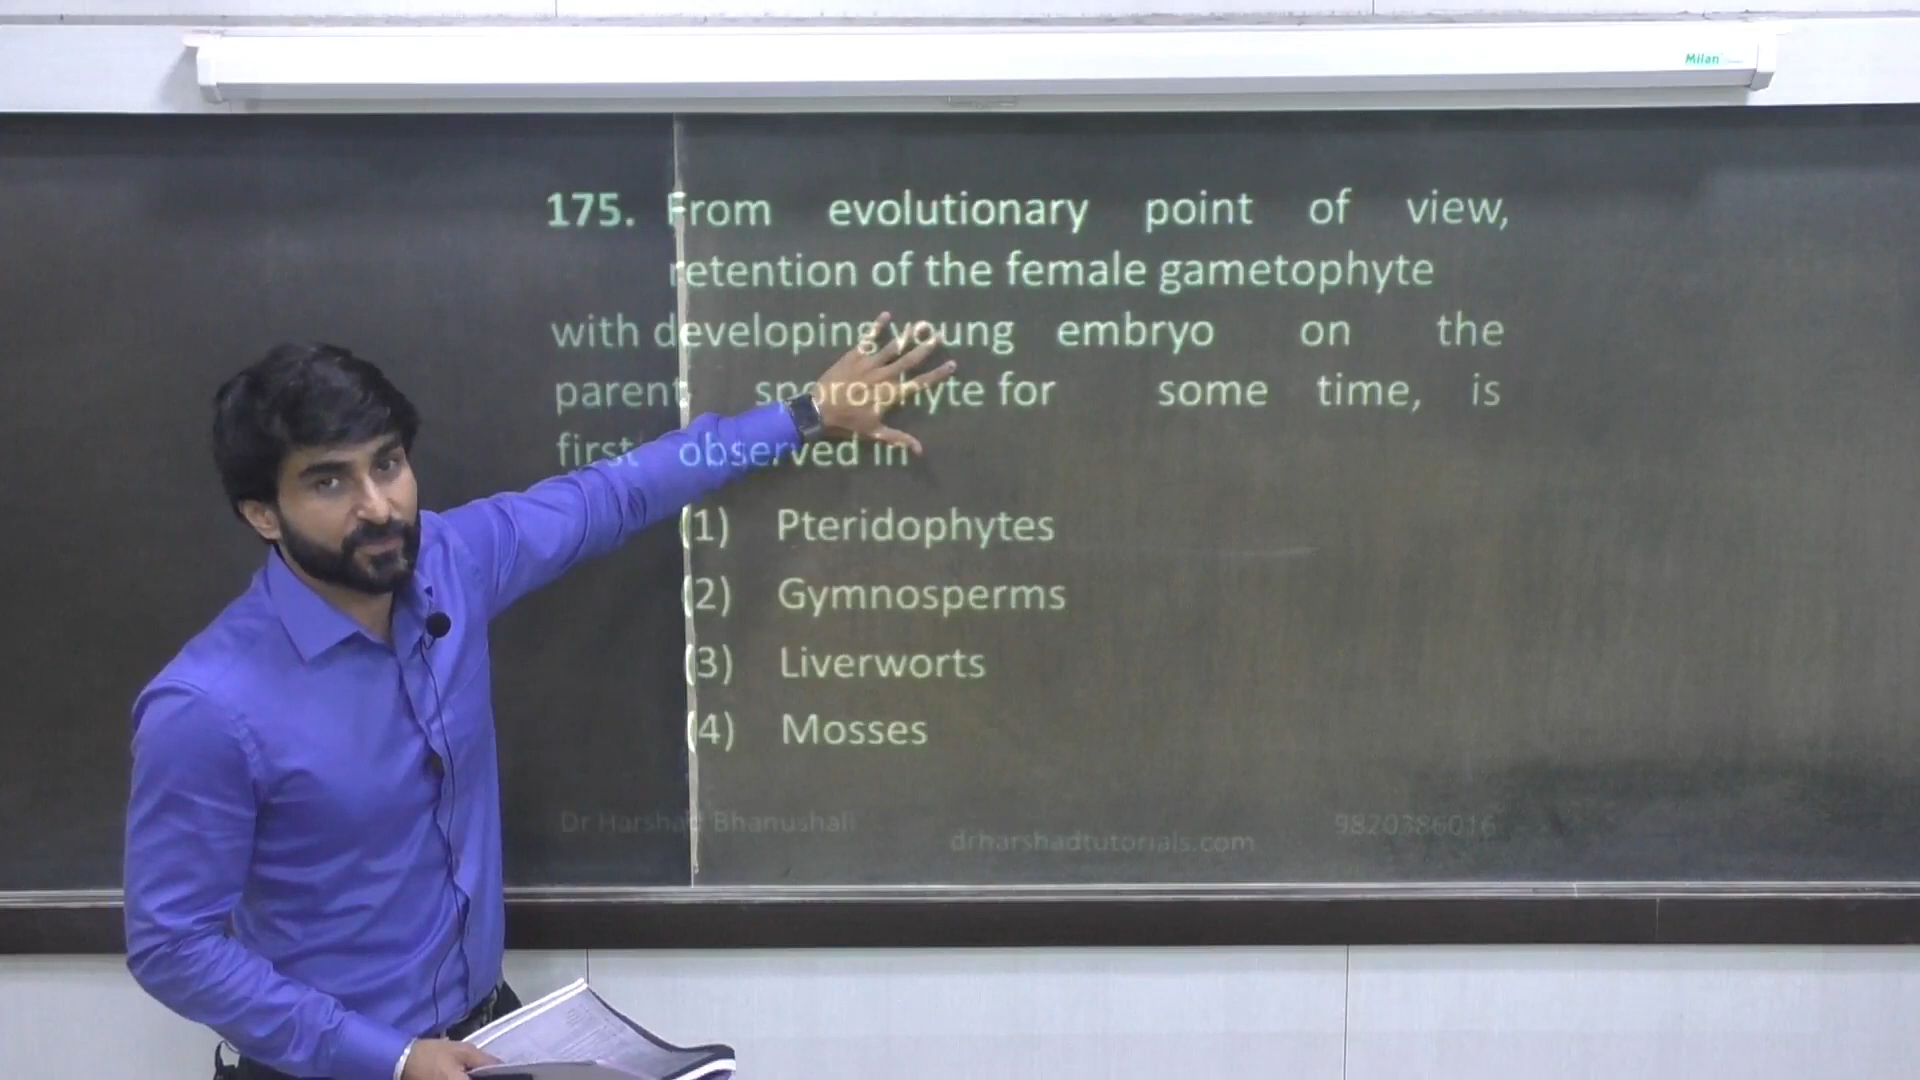 Milan
175. From evolutionary point of view,
retention of the female gametophyte
with developing young embryo on the
parent sporophyte for some time, is
first observed in
(1) Pteridophytes
(2) Gymnosperms
(3) Liverworts
(4) Mosses
Dr Harshad Bhanushali
drharshadtutorials.com
9820386016